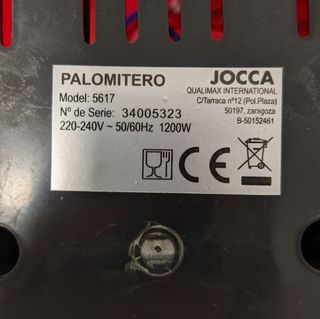 PALOMITERO
Model: 5617
Nº de Serie: 34005323
220-240V ~ 50/60Hz 1200W
JOCCA
QUALIMAX INTERNATIONAL
C/Tarraca nº12 (Pol.Plaza)
50197, zaragoza
B-50152461
CE